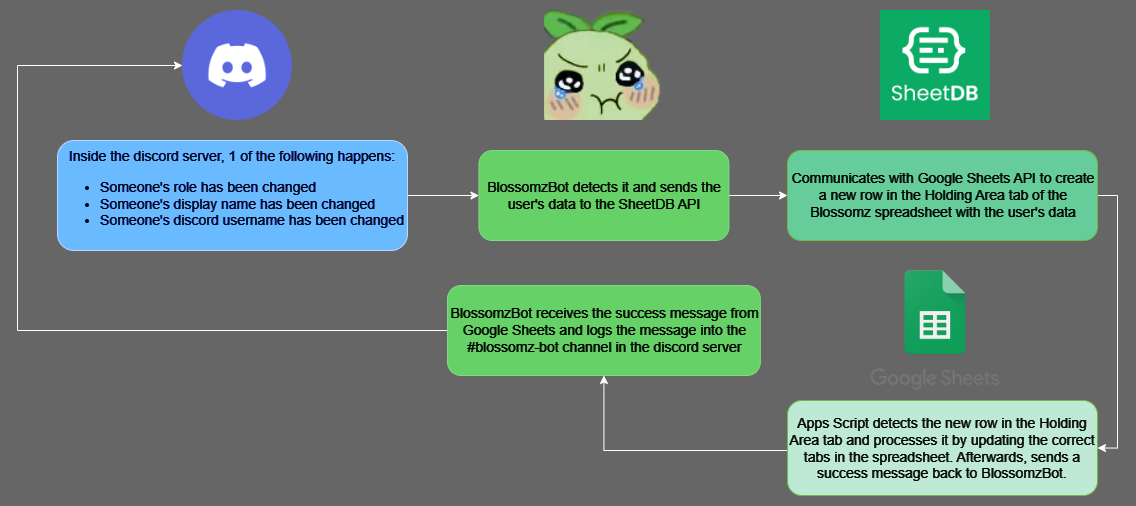 SheetDB
Inside the discord server, 1 of the following happens:
• Someone's role has been changed
• Someone's display name has been changed
• Someone's discord username has been changed
BlossomzBot detects it and sends the
user's data to the SheetDB API
Communicates with Google Sheets API to create
a new row in the Holding Area tab of the
Blossomz spreadsheet with the user's data
BlossomzBot receives the success message from
Google Sheets and logs the message into the
#blossomz-bot channel in the discord server
Google Sheets
Apps Script detects the new row in the Holding
Area tab and processes it by updating the correct
tabs in the spreadsheet. Afterwards, sends a
success message back to BlossomzBot.